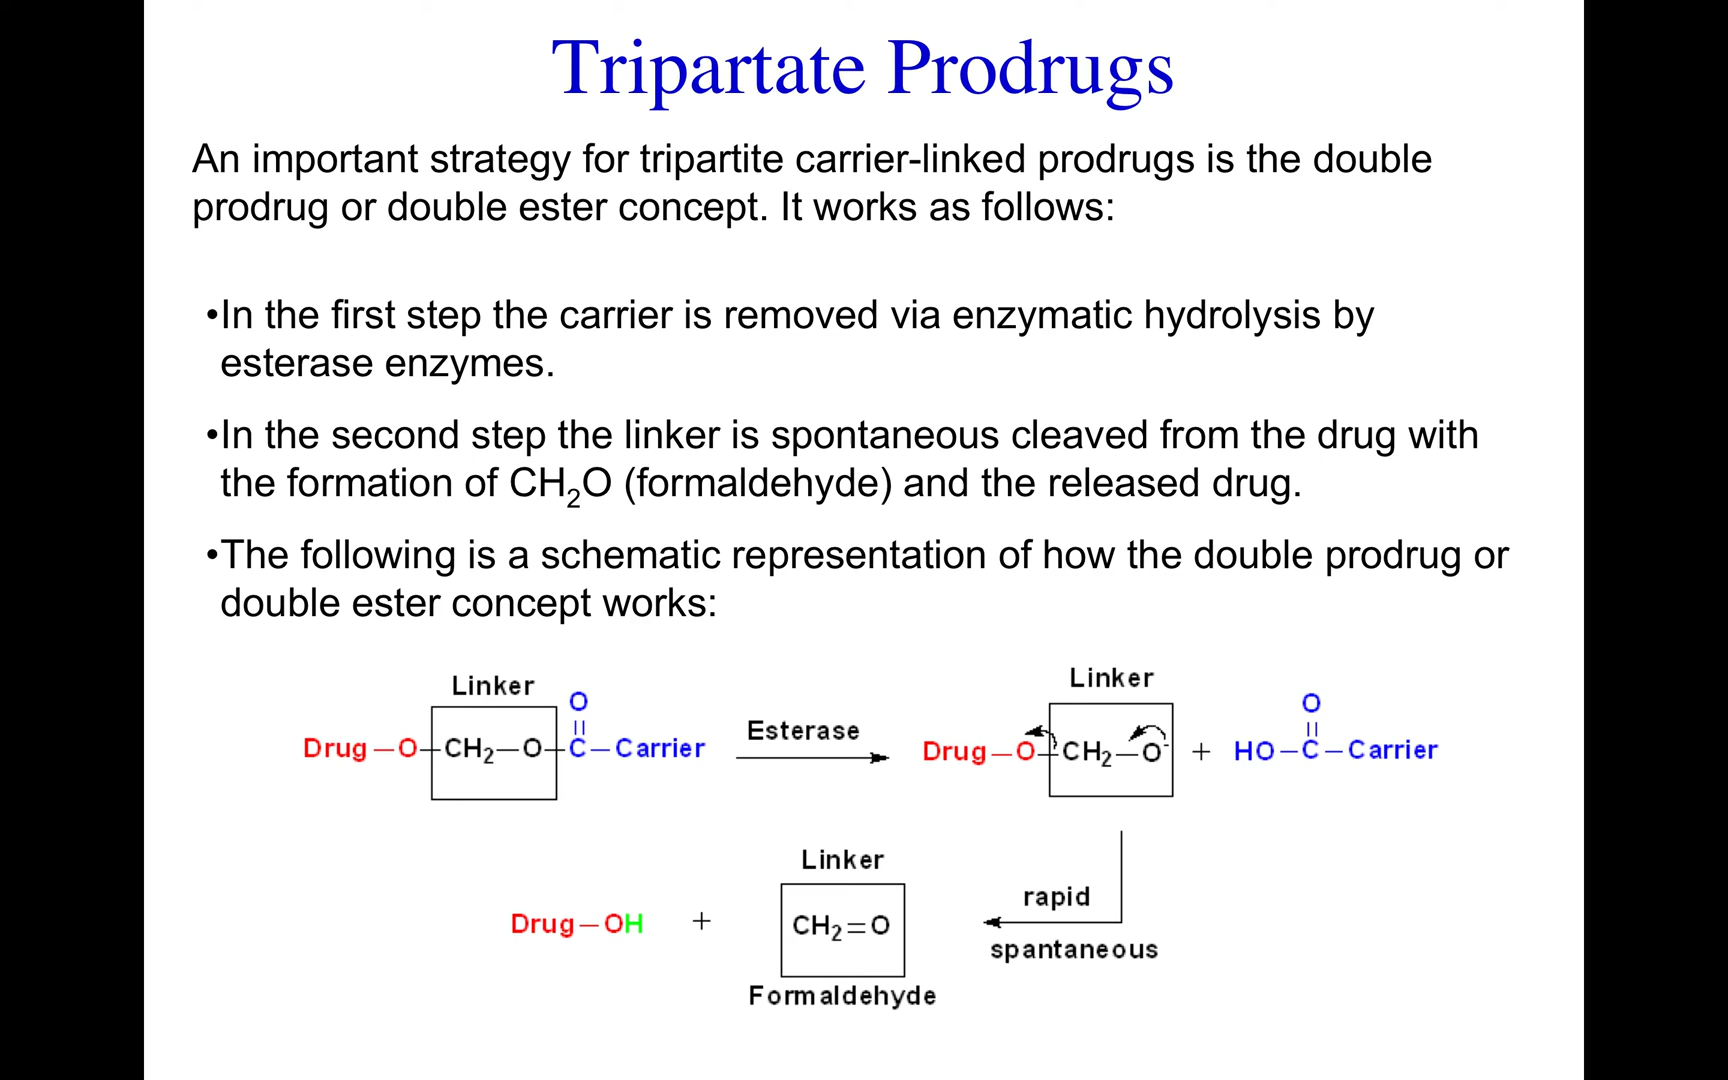 Tripartate Prodrugs
An important strategy for tripartite carrier-linked prodrugs is the double
prodrug or double ester concept. It works as follows:
•In the first step the carrier is removed via enzymatic hydrolysis by
esterase enzymes.
•In the second step the linker is spontaneous cleaved from the drug with
the formation of CH₂O (formaldehyde) and the released drug.
•The following is a schematic representation of how the double prodrug or
double ester concept works:
Linker
O
Drug—O—CH₂—O—C—Carrier
Esterase
Linker
Drug—O—CH₂—O⁻ +
O
HO—C—Carrier
rapid
spantaneous
Linker
Drug—OH + CH₂=O
Formaldehyde